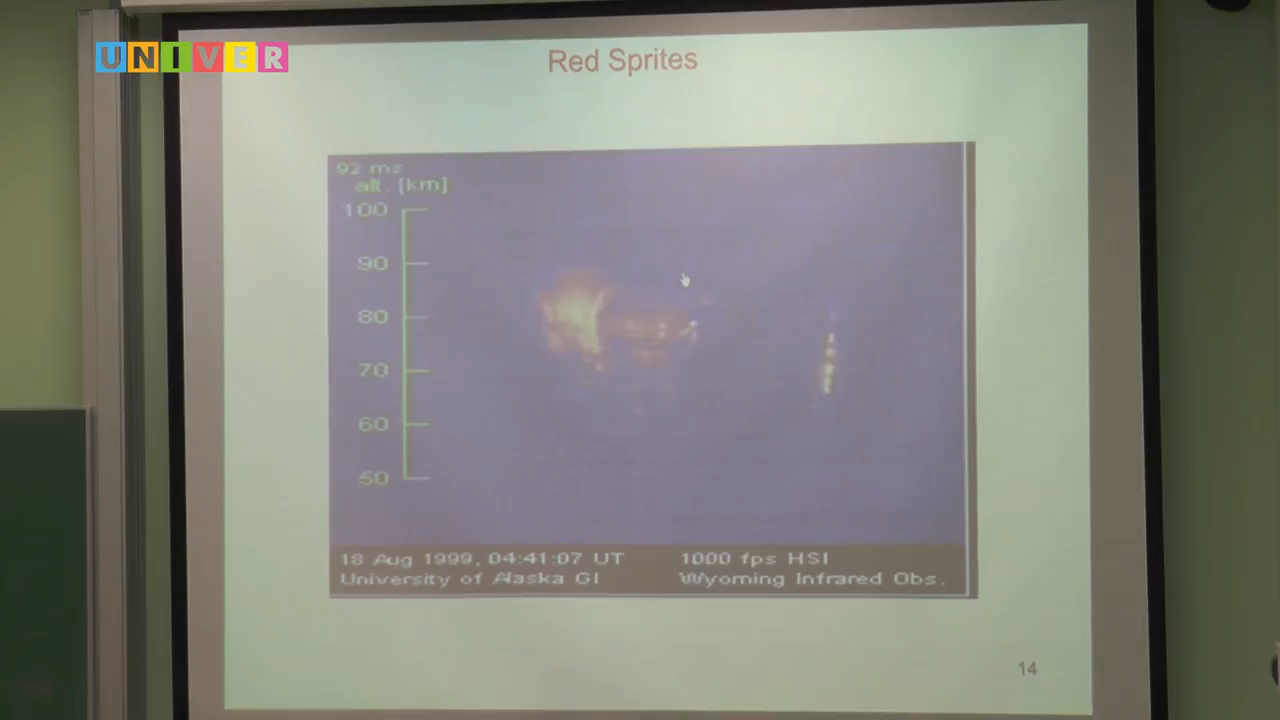 UNIVER
Red Sprites
92 ms
alt. [km]
100
90
80
70
60
50
18 Aug 1999, 04:41:07 UT
1000 fps HSI
University of Alaska GI
Wyoming Infrared Obs.
14